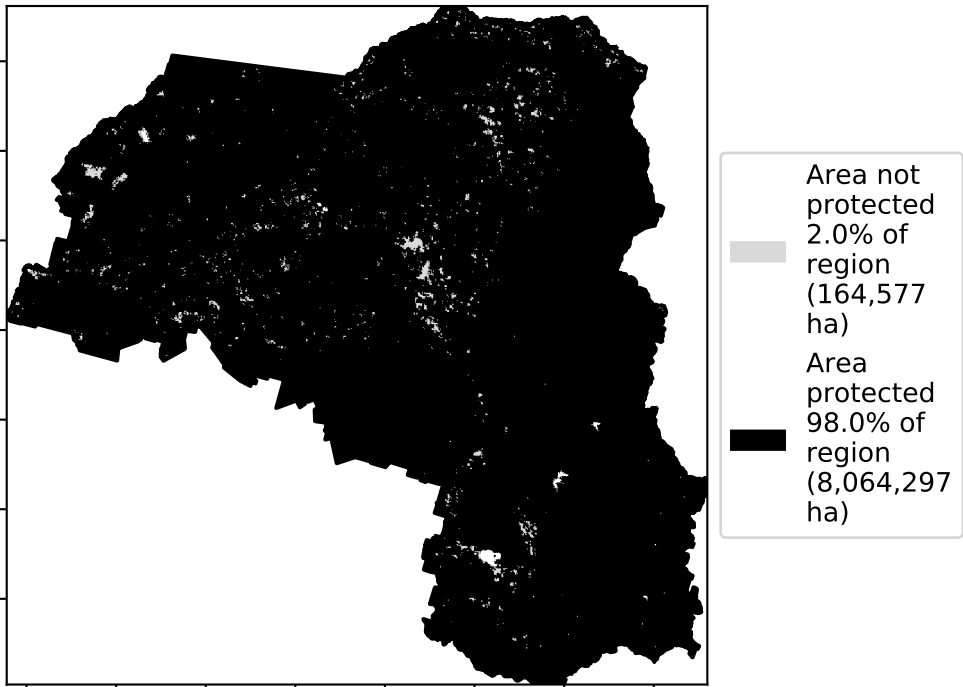 Area not
protected
2.0% of
region
(164,577
ha)
Area
protected
98.0% of
region
(8,064,297
ha)